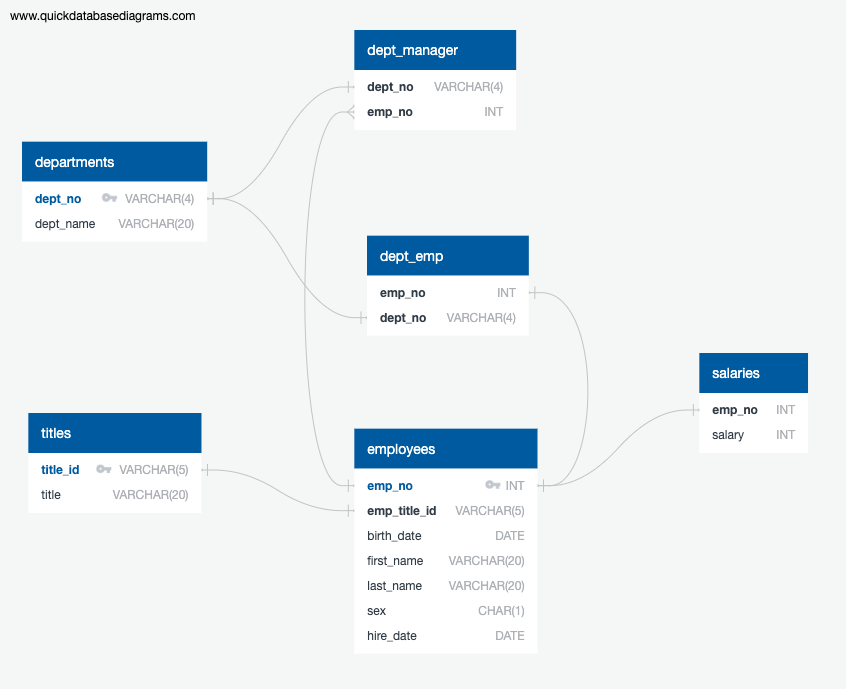 www.quickdatabasediagrams.com
dept_manager
dept_no VARCHAR(4)
emp_no INT
departments
dept_no VARCHAR(4)
dept_name VARCHAR(20)
dept_emp
emp_no INT
dept_no VARCHAR(4)
salaries
emp_no INT
salary INT
titles
title_id VARCHAR(5)
title VARCHAR(20)
employees
emp_no INT
emp_title_id VARCHAR(5)
birth_date DATE
first_name VARCHAR(20)
last_name VARCHAR(20)
sex CHAR(1)
hire_date DATE